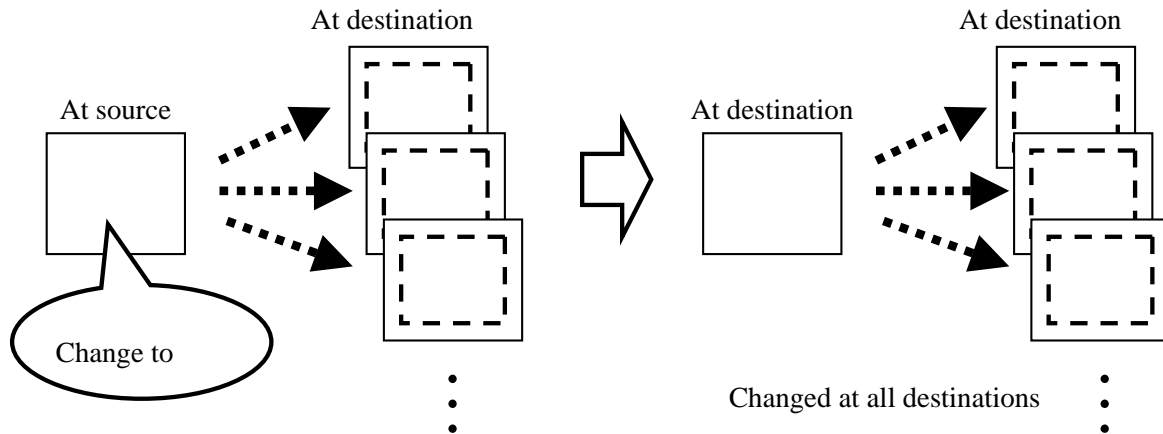 At destination
At destination
At source
At destination
Change to
Changed at all destinations